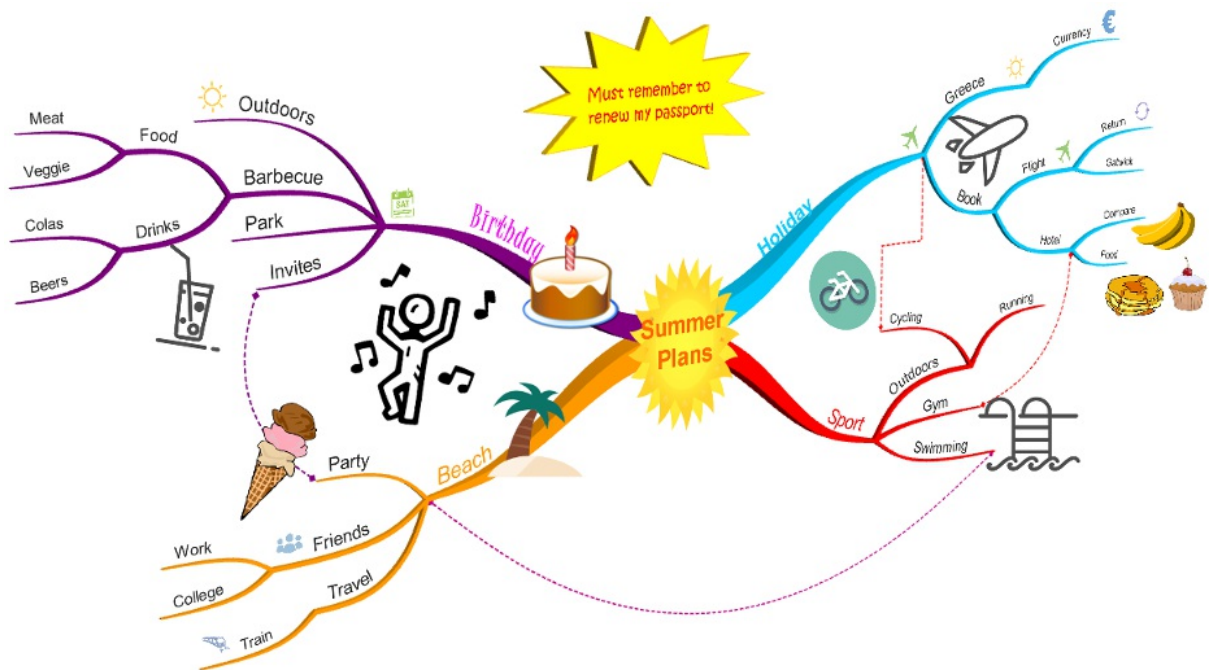 Must remember to
renew my passport!
Summer
Plans
Birthday
Outdoors
Barbecue
Food
Meat
Veggie
Drinks
Colas
Beers
Park
Invites
SAT
Holiday
Greece
Currency
€
Book
Flight
Return
Gatwick
Hotel
Compare
Food
Sport
Outdoors
Cycling
Running
Gym
Swimming
Beach
Party
Friends
Work
College
Travel
Train